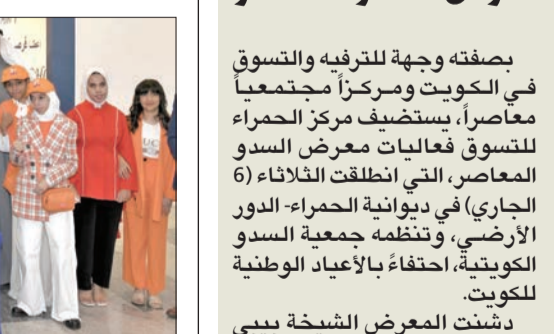 بصفته وجهة للترفيه والتسوق
في الكويت ومركزاً مجتمعياً
معاصراً، يستضيف مركز الحمراء
للتسوق فعاليات معرض السدو
المعاصر، التي انطلقت الثلاثاء (6
الجاري) في ديوانية الحمراء- الدور
الأرضي، وتنظمه جمعية السدو
الكويتية، احتفاءً بالأعياد الوطنية
للكويت.
دشنت المعرض الشيخة بيبي